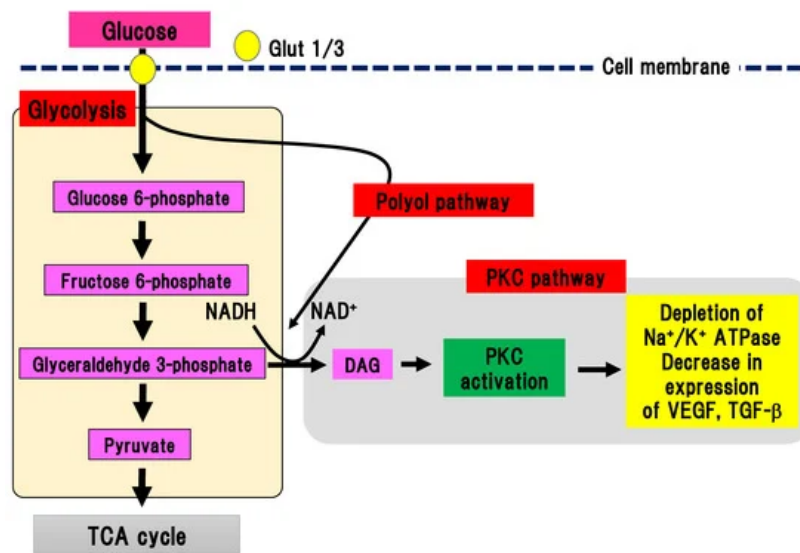 Glucose
Glut 1/3
Cell membrane
Glycolysis
Glucose 6-phosphate
Polyol pathway
Fructose 6-phosphate
PKC pathway
NADH
NAD⁺
Depletion of
Na⁺/K⁺ ATPase
Decrease in
expression
of VEGF, TGF-β
Glyceraldehyde 3-phosphate
DAG
PKC
activation
Pyruvate
TCA cycle